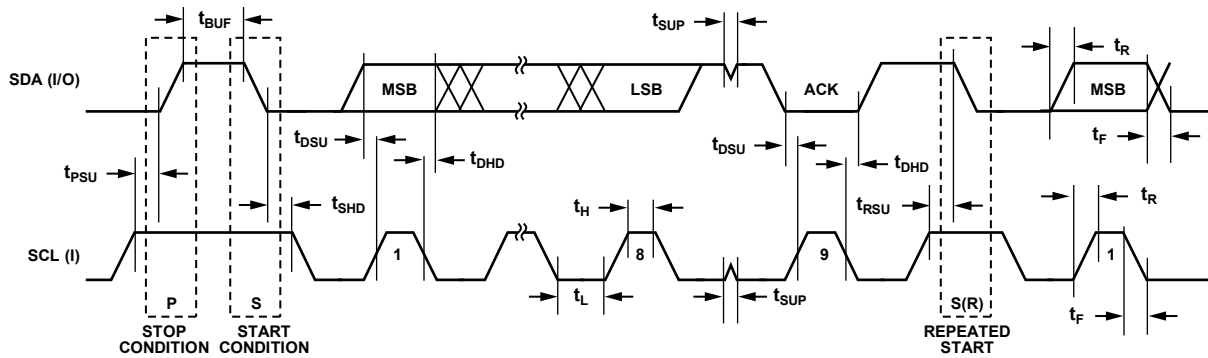 tBUF
tSUP
tR
SDA (I/O)
MSB
LSB
ACK
MSB
tDSU
tDHD
tDSU
tDHD
tF
tPSU
tSHD
tH
tRSU
tR
SCL (I)
1
8
9
1
P
S
tL
tSUP
S(R)
tF
STOP
CONDITION
START
CONDITION
REPEATED
START